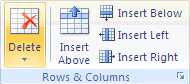 Delete
Insert Above
Insert Below
Insert Left
Insert Right
Rows & Columns